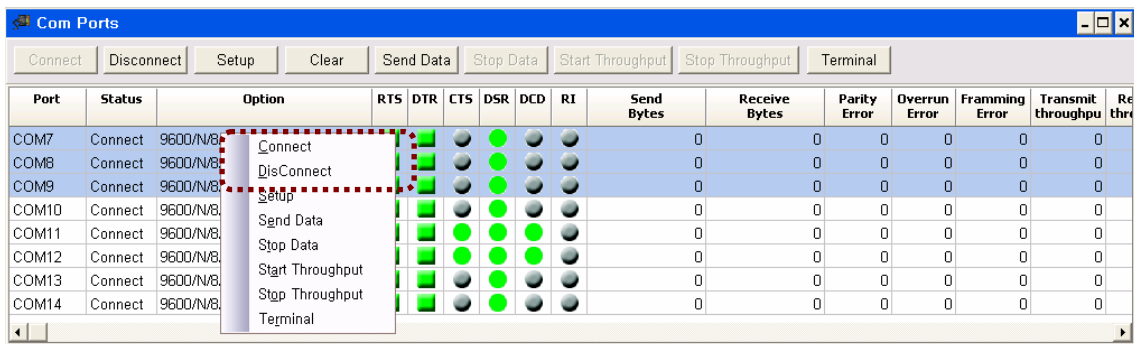 Com Ports
Connect Disconnect Setup Clear Send Data Stop Data Start Throughput Stop Throughput Terminal
Port Status Option RTS DTR CTS DSR DCD RI Send Bytes Receive Bytes Parity Error Overrun Error Framming Error Transmit throughpu Re thro
COM7 Connect 9600/N/8 0 0 0 0 0 0
COM8 Connect 9600/N/8 0 0 0 0 0 0
COM9 Connect 9600/N/8 0 0 0 0 0 0
COM10 Connect 9600/N/8. 0 0 0 0 0 0
COM11 Connect 9600/N/8. 0 0 0 0 0 0
COM12 Connect 9600/N/8. 0 0 0 0 0 0
COM13 Connect 9600/N/8. 0 0 0 0 0 0
COM14 Connect 9600/N/8. 0 0 0 0 0 0
Connect
DisConnect
Setup
Send Data
Stop Data
Start Throughput
Stop Throughput
Terminal